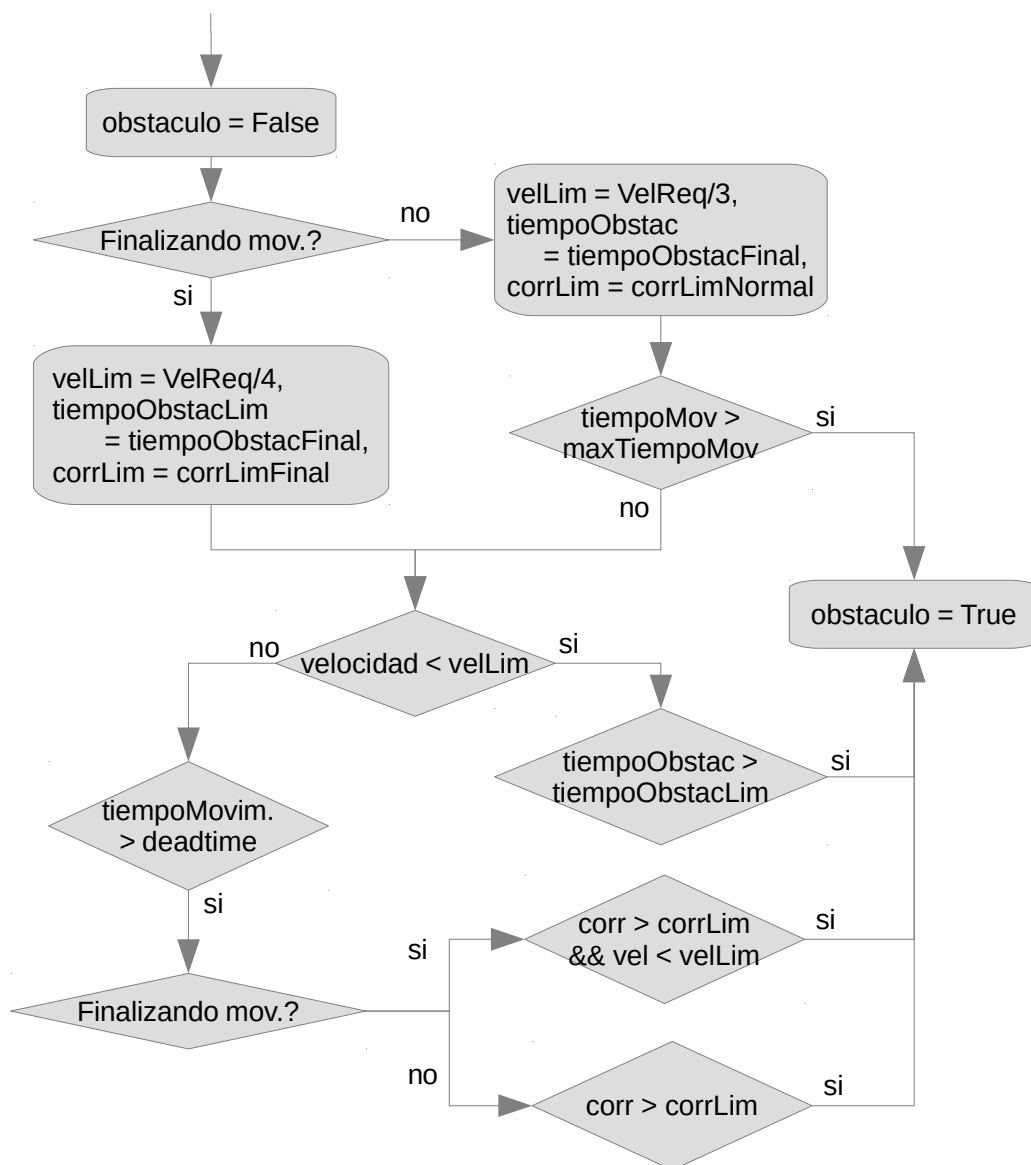 obstaculo = False
Finalizando mov.?
no
velLim = VelReq/3,
tiempoObstac
= tiempoObstacFinal,
corrLim = corrLimNormal
si
velLim = VelReq/4,
tiempoObstacLim
= tiempoObstacFinal,
corrLim = corrLimFinal
tiempoMov >
maxTiempoMov
si
no
obstaculo = True
velocidad < velLim
no
si
tiempoObstac >
tiempoObstacLim
si
tiempoMovim.
> deadtime
si
Finalizando mov.?
si
corr > corrLim
&& vel < velLim
si
no
corr > corrLim
si